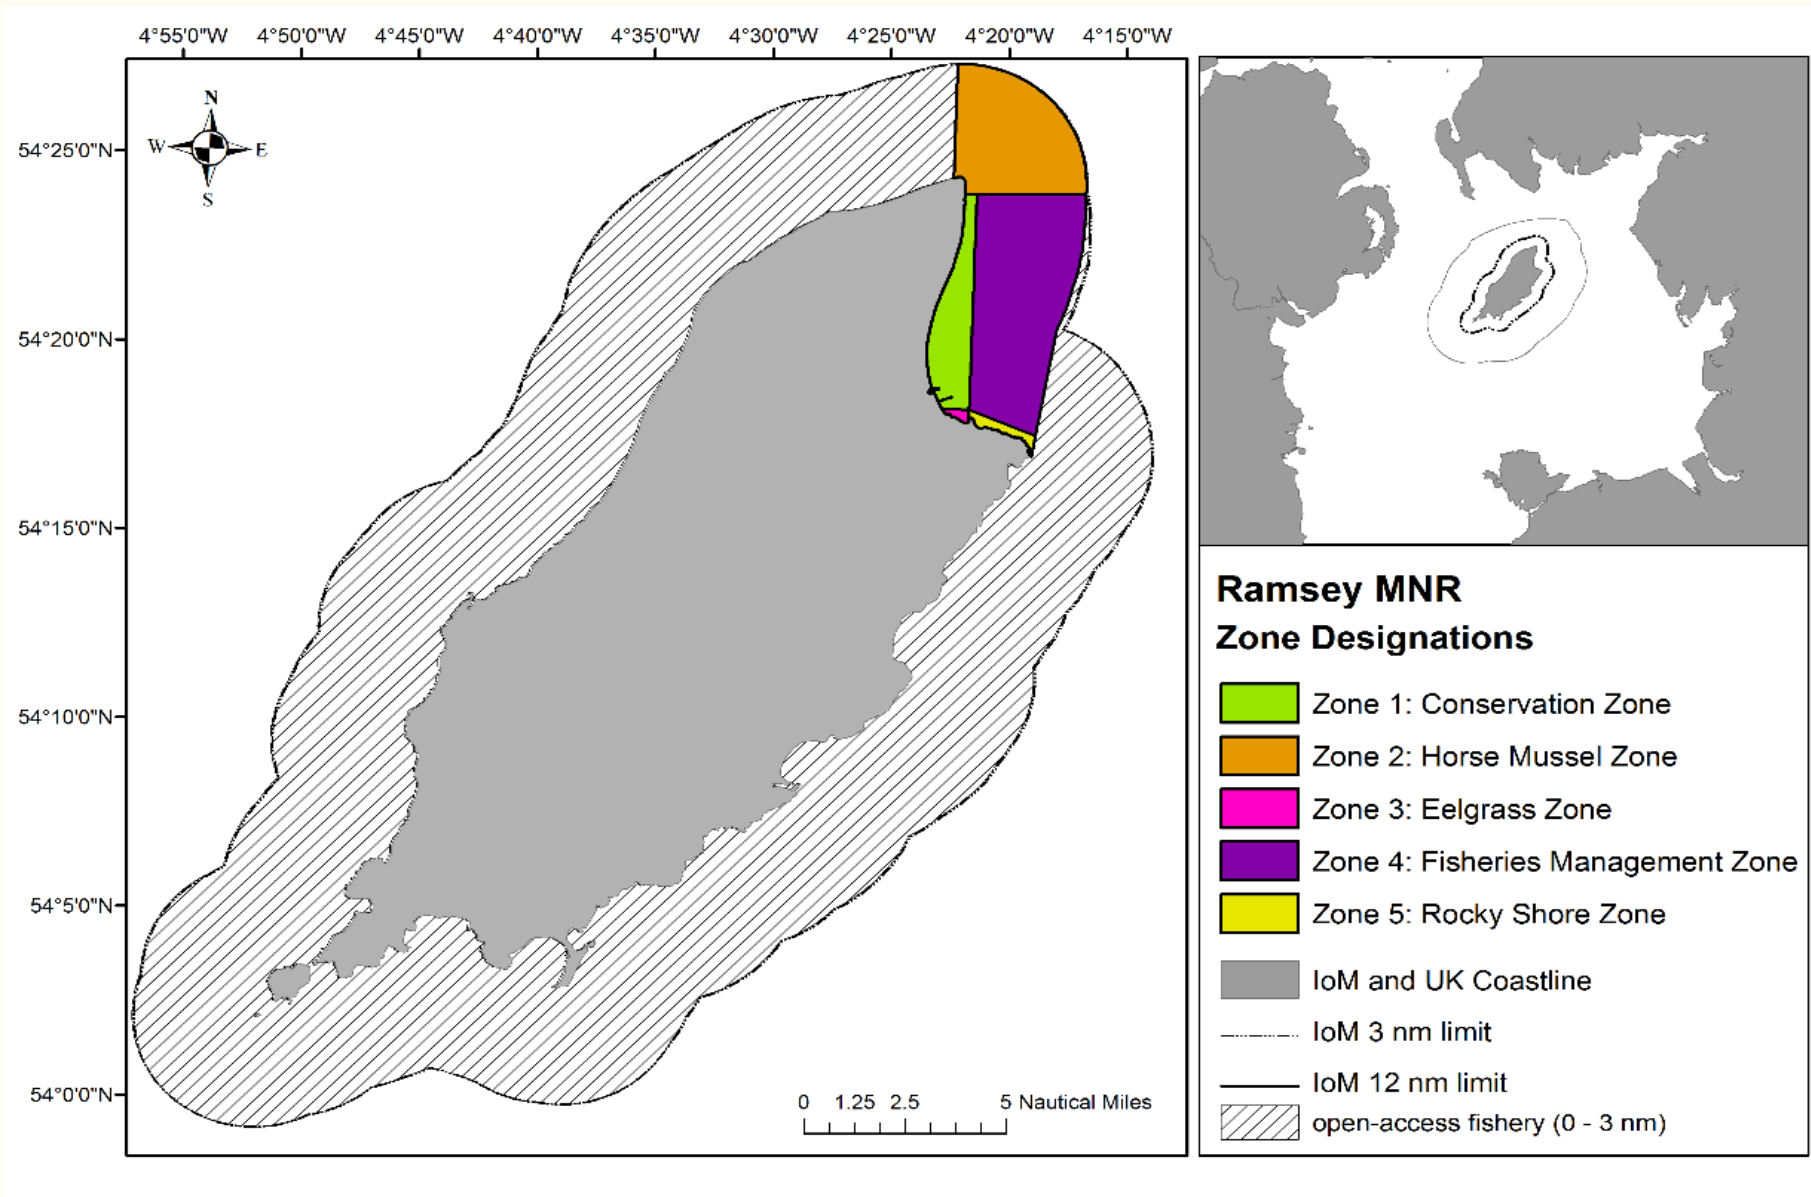 4°55'0"W 4°50'0"W 4°45'0"W 4°40'0"W 4°35'0"W 4°30'0"W 4°25'0"W 4°20'0"W 4°15'0"W
N
W E
S
54°25'0"N
54°20'0"N
54°15'0"N
54°10'0"N
54°5'0"N
54°0'0"N
0 1.25 2.5 5 Nautical Miles
Ramsey MNR
Zone Designations
Zone 1: Conservation Zone
Zone 2: Horse Mussel Zone
Zone 3: Eelgrass Zone
Zone 4: Fisheries Management Zone
Zone 5: Rocky Shore Zone
IoM and UK Coastline
IoM 3 nm limit
IoM 12 nm limit
open-access fishery (0 - 3 nm)